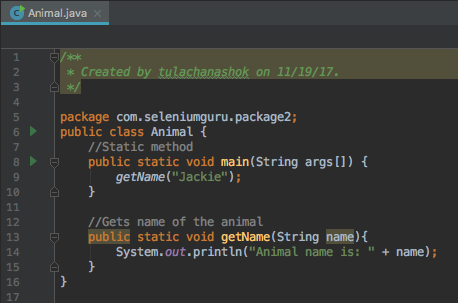 Animal.java
1 /**
2  * Created by tulachanashok on 11/19/17.
3  */
4
5 package com.seleniumguru.package2;
6 public class Animal {
7     //Static method
8     public static void main(String args[]) {
9         getName("Jackie");
10     }
11
12     //Gets name of the animal
13     public static void getName(String name){
14         System.out.println("Animal name is: " + name);
15     }
16 }
17